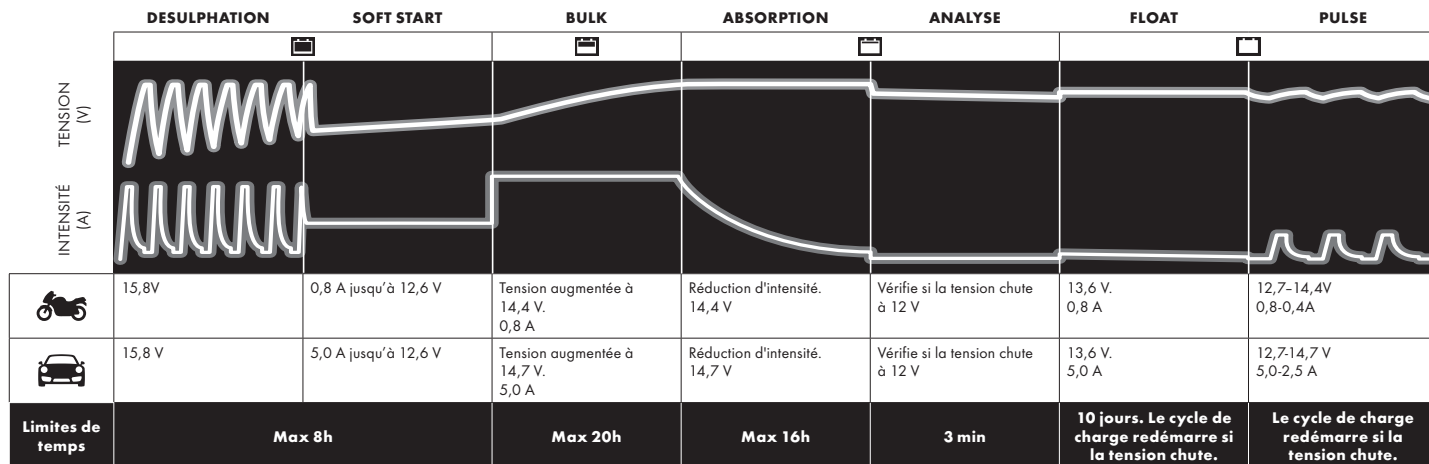 DESULPHATION SOFT START BULK ABSORPTION ANALYSE FLOAT PULSE
TENSION
(V)
INTENSITÉ
(A)
15,8V
0,8 A jusqu'à 12,6 V
Tension augmentée à
14,4 V.
0,8 A
Réduction d'intensité.
14,4 V
Vérifie si la tension chute
à 12 V
13,6 V.
0,8 A
12,7–14,4V
0,8-0,4A
15,8 V
5,0 A jusqu'à 12,6 V
Tension augmentée à
14,7 V.
5,0 A
Réduction d'intensité.
14,7 V
Vérifie si la tension chute
à 12 V
13,6 V.
5,0 A
12,7-14,7 V
5,0-2,5 A
Limites de
temps
Max 8h
Max 20h
Max 16h
3 min
10 jours. Le cycle de
charge redémarre si
la tension chute.
Le cycle de charge
redémarre si la
tension chute.